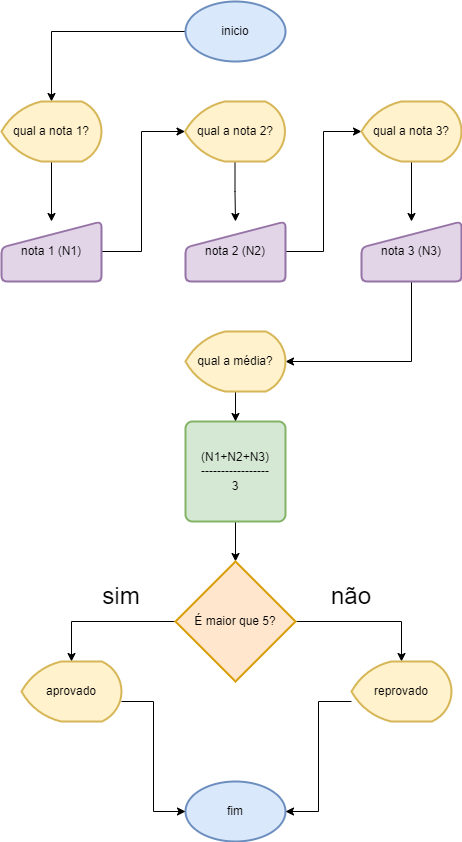 inicio
qual a nota 1?
qual a nota 2?
qual a nota 3?
nota 1 (N1)
nota 2 (N2)
nota 3 (N3)
qual a média?
(N1+N2+N3)
-----------------
3
É maior que 5?
sim
não
aprovado
reprovado
fim